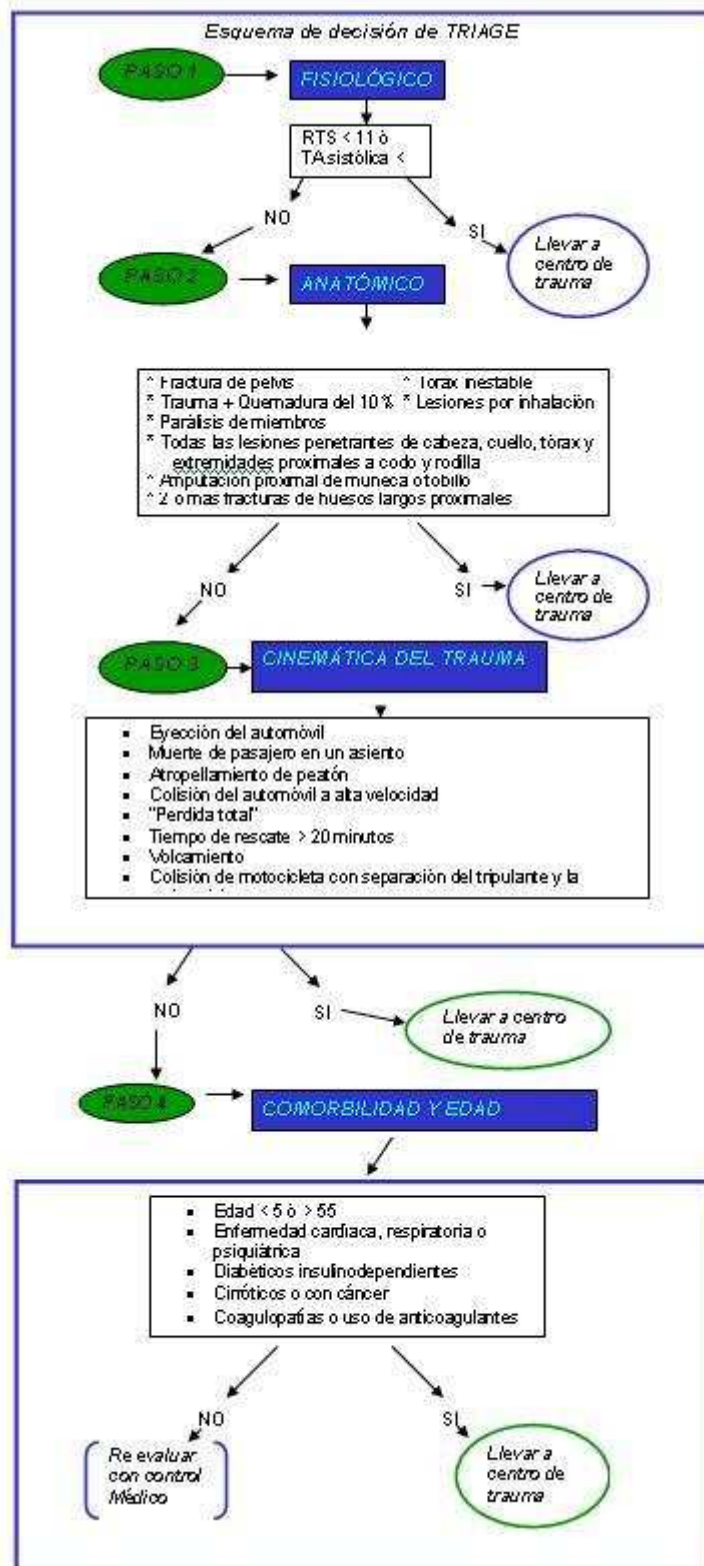 Esquema de decisión de TRIAGE
PASO 1
FISIOLÓGICO
RTS < 11 ó
TA sistólica <
NO
SI
Llevar a
centro de
trauma
PASO 2
ANATÓMICO
* Fractura de pelvis * Torax inestable
* Trauma + Quemadura del 10 % * Lesiones por inhalación
* Parálisis de miembros
* Todas las lesiones penetrantes de cabeza, cuello, tórax y
extremidades proximales a codo y rodilla
* Amputación proximal de muneca o tobillo
* 2 o mas fracturas de huesos largos proximales
NO
SI
Llevar a
centro de
trauma
PASO 3
CINEMÁTICA DEL TRAUMA
▪ Eyección del automóvil
▪ Muerte de pasajero en un asiento
▪ Atropellamiento de peatón
▪ Colisión del automóvil a alta velocidad
▪ "Perdida total"
▪ Tiempo de rescate > 20 minutos
▪ Volcamiento
▪ Colisión de motocicleta con separación del tripulante y la
NO
SI
Llevar a centro
de trauma
PASO 4
COMORBILIDAD Y EDAD
▪ Edad < 5 ò > 55
▪ Enfermedad cardíaca, respiratoria o
psiquiátrica
▪ Diabéticos insulinodependientes
▪ Cirróticos o con cáncer
▪ Coagulopatías o uso de anticoagulantes
NO
SI
Re evaluar
con control
Médico
Llevar a
centro de
trauma